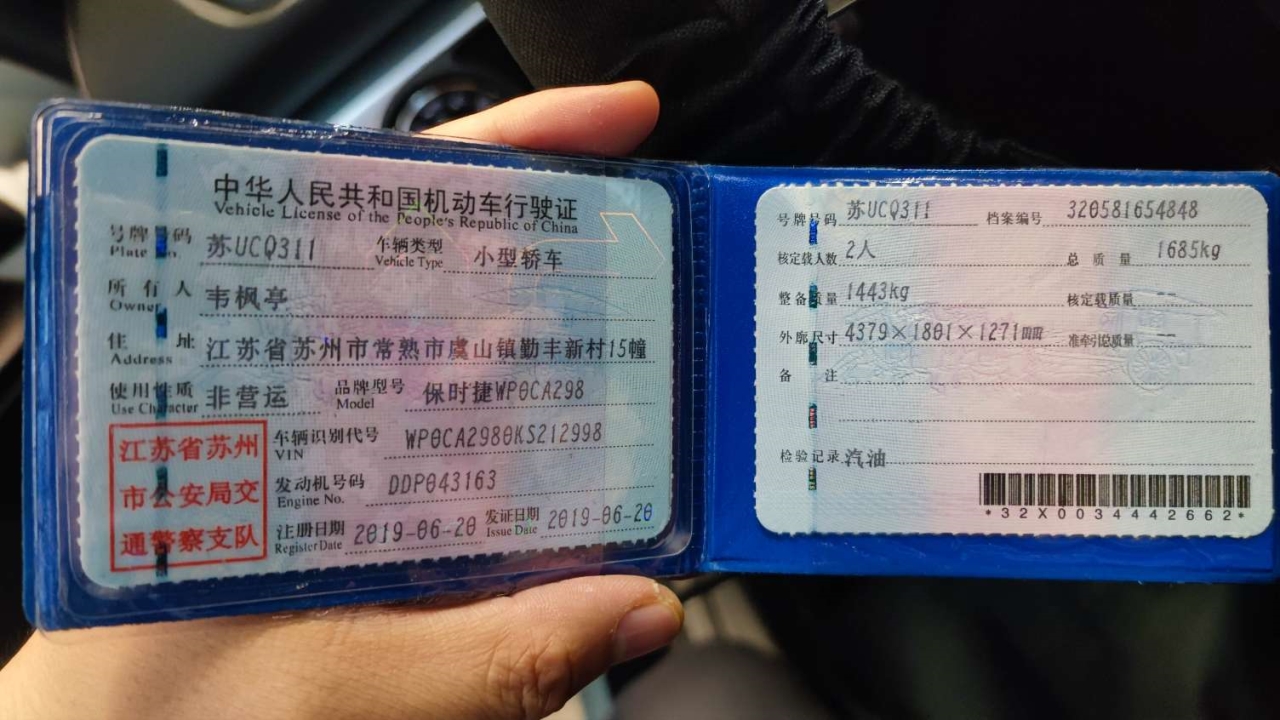 中华人民共和国机动车行驶证
Vehicle License of the People's Republic of China
号牌号码 苏UCQ311 车辆类型 小型轿车
Plate No. Vehicle Type
所有人 韦枫亭
Owner
住址 江苏省苏州市常熟市虞山镇勤丰新村15幢
Address
使用性质 非营运 品牌型号 保时捷WP0CA298
Use Character Model
江苏省苏州
市公安局交
通警察支队
车辆识别代号 WP0CA2980KS212998
VIN
发动机号码 DDP043163
Engine No.
注册日期 2019-06-20 发证日期 2019-06-20
Register Date Issue Date
号牌号码 苏UCQ311 档案编号 320581654848
核定载人数 2人 总质量 1685kg
整备质量 1443kg 核定载质量 --
外廓尺寸 4379×1801×1271mm 准牵引总质量 --
备注
检验记录 汽油
*32X0034442662*